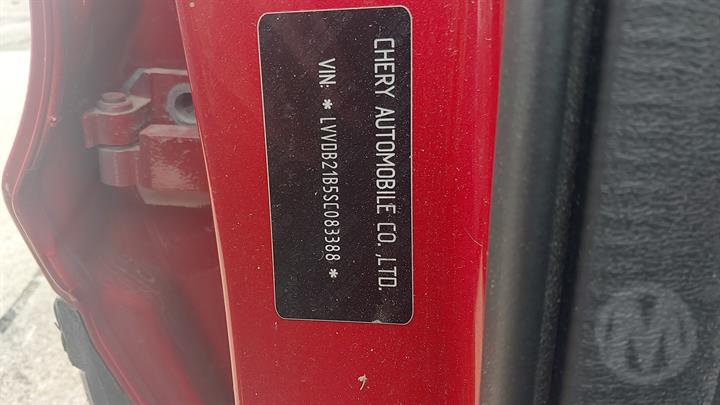 CHERY AUTOMOBILE CO. ,LTD.
VIN: * LVVDB21B5SC083388 *
M